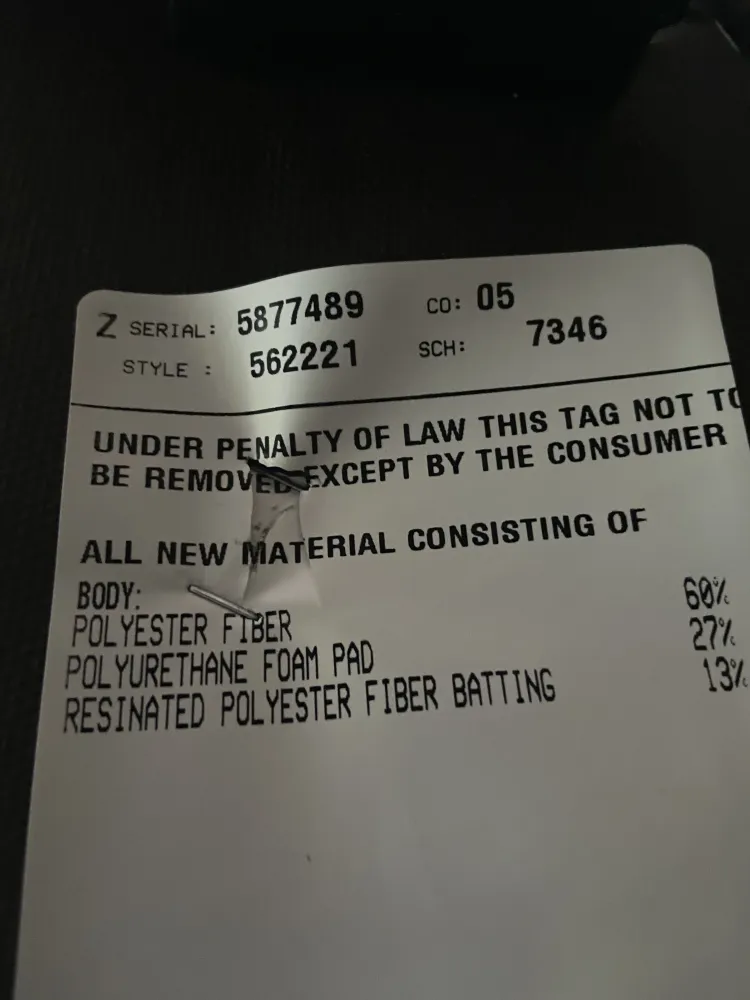 Z SERIAL: 5877489 CO: 05
STYLE : 562221 SCH: 7346
UNDER PENALTY OF LAW THIS TAG NOT TO
BE REMOVED EXCEPT BY THE CONSUMER
ALL NEW MATERIAL CONSISTING OF
BODY:
POLYESTER FIBER 60%
POLYURETHANE FOAM PAD 27%
RESINATED POLYESTER FIBER BATTING 13%